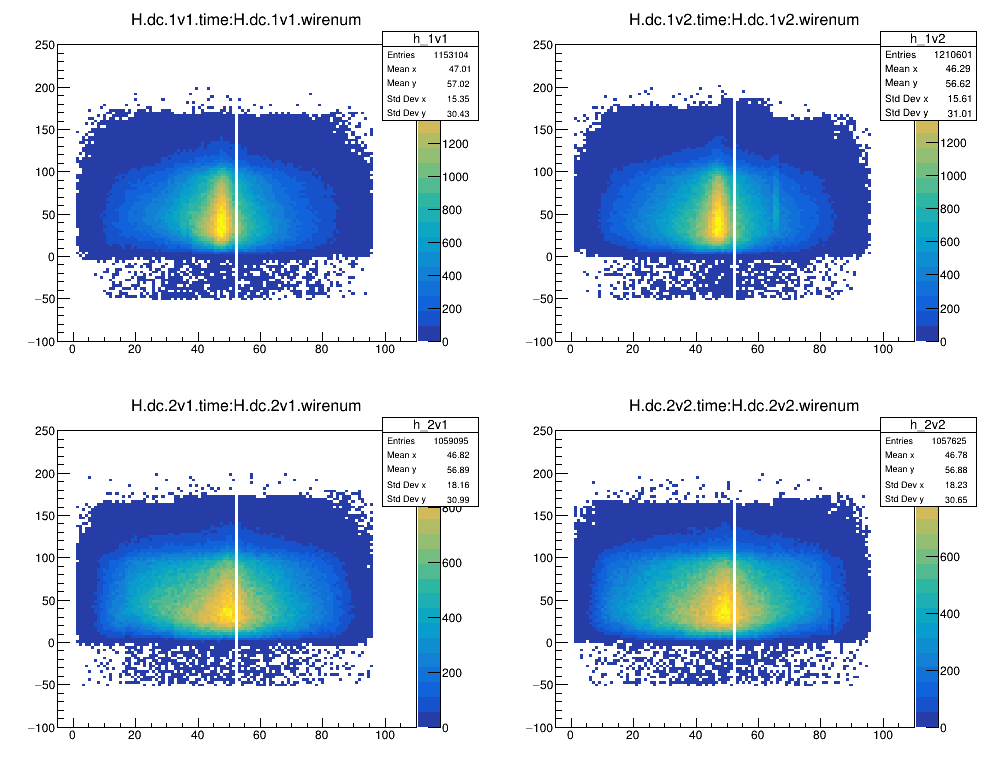 H.dc.1v1.time:H.dc.1v1.wirenum
h_1v1
Entries 1153104
Mean x 47.01
Mean y 57.02
Std Dev x 15.35
Std Dev y 30.43
250
200
150
100
50
0
−50
−100
0 20 40 60 80 100
1200
1000
800
600
400
200
0
H.dc.1v2.time:H.dc.1v2.wirenum
h_1v2
Entries 1210601
Mean x 46.29
Mean y 56.62
Std Dev x 15.61
Std Dev y 31.01
250
200
150
100
50
0
−50
−100
0 20 40 60 80 100
1200
1000
800
600
400
200
0
H.dc.2v1.time:H.dc.2v1.wirenum
h_2v1
Entries 1059095
Mean x 46.82
Mean y 56.89
Std Dev x 18.16
Std Dev y 30.99
250
200
150
100
50
0
−50
−100
0 20 40 60 80 100
800
600
400
200
0
H.dc.2v2.time:H.dc.2v2.wirenum
h_2v2
Entries 1057625
Mean x 46.78
Mean y 56.88
Std Dev x 18.23
Std Dev y 30.65
250
200
150
100
50
0
−50
−100
0 20 40 60 80 100
600
400
200
0